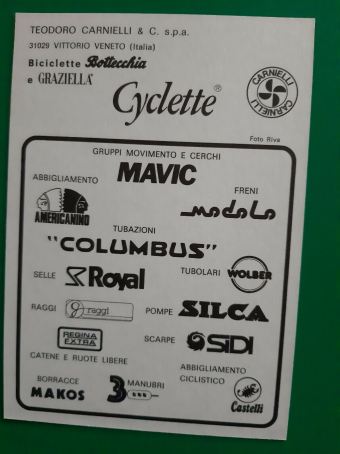 TEODORO CARNIELLI & C. s.p.a.
31029 VITTORIO VENETO (Italia)
Biciclette Bottecchia
e GRAZIELLA
CARNIELLI
CARNIELLI
Cyclette ®
Foto Riva
GRUPPI MOVIMENTO E CERCHI
MAVIC
ABBIGLIAMENTO
AMERICANINO
FRENI
modolo
TUBAZIONI
"COLUMBUS"
SELLE Royal
TUBOLARI WOLBER
RAGGI raggi
POMPE SILCA
REGINA
EXTRA
CATENE E RUOTE LIBERE
SCARPE SIDI
BORRACCE
MAKOS
MANUBRI
3
ABBIGLIAMENTO
CICLISTICO
Castelli